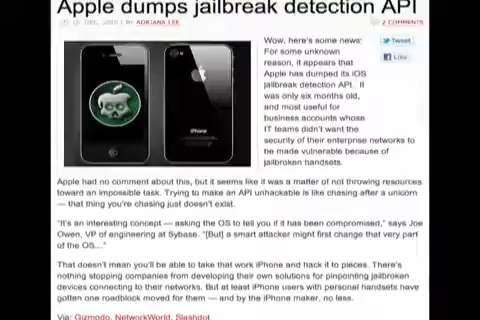 Apple dumps jailbreak detection API
DEC, 2010 | BY ADRIANA LEE
2 COMMENTS
Wow, here's some news:
For some unknown
reason, it appears that
Apple has dumped its iOS
jailbreak detection API. It
was only six months old,
and most useful for
business accounts whose
IT teams didn't want the
security of their enterprise networks to
be made vulnerable because of
jailbroken handsets.
Tweet
Like
iPhone
Apple had no comment about this, but it seems like it was a matter of not throwing resources
toward an impossible task. Trying to make an API unhackable is like chasing after a unicorn
— that thing you're chasing just doesn't exist.
"It's an interesting concept — asking the OS to tell you if it has been compromised," says Joe
Owen, VP of engineering at Sybase. "[But] a smart attacker might first change that very part
of the OS...."
That doesn't mean you'll be able to take that work iPhone and hack it to pieces. There's
nothing stopping companies from developing their own solutions for pinpointing jailbroken
devices connecting to their networks. But at least iPhone users with personal handsets have
gotten one roadblock moved for them — and by the iPhone maker, no less.
Via: Gizmodo, NetworkWorld, Slashdot